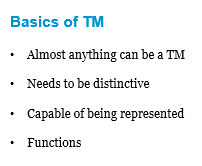 Basics of TM
• Almost anything can be a TM
• Needs to be distinctive
• Capable of being represented
• Functions